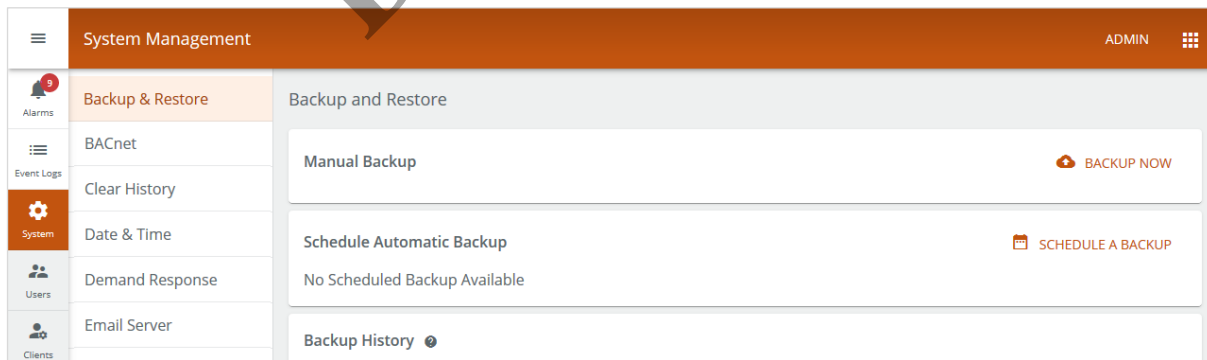 System Management
ADMIN
9
Alarms
Event Logs
System
Users
Clients
Backup & Restore
BACnet
Clear History
Date & Time
Demand Response
Email Server
Backup and Restore
Manual Backup
BACKUP NOW
Schedule Automatic Backup
SCHEDULE A BACKUP
No Scheduled Backup Available
Backup History